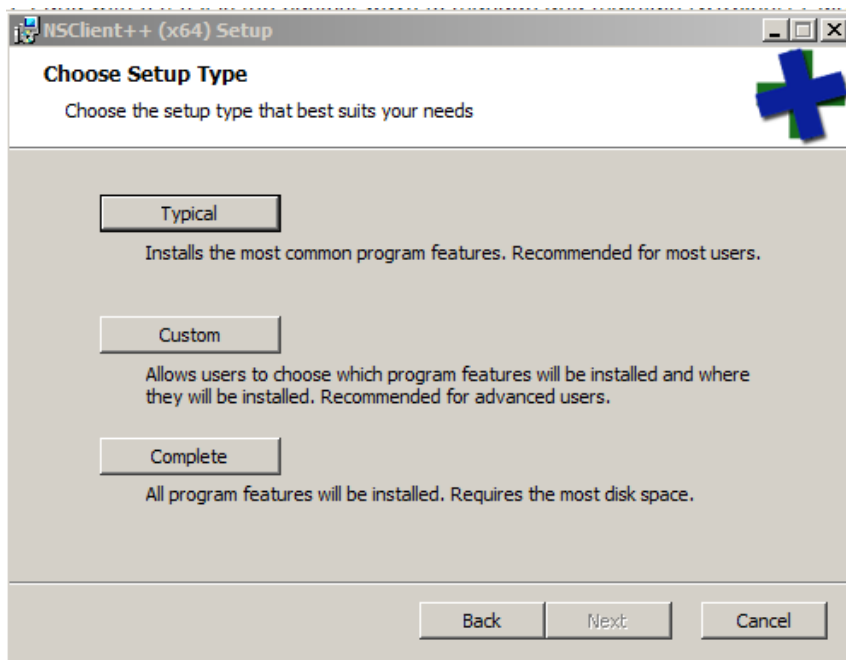 NSClient++ (x64) Setup
Choose Setup Type
Choose the setup type that best suits your needs
Typical
Installs the most common program features. Recommended for most users.
Custom
Allows users to choose which program features will be installed and where
they will be installed. Recommended for advanced users.
Complete
All program features will be installed. Requires the most disk space.
Back Next Cancel